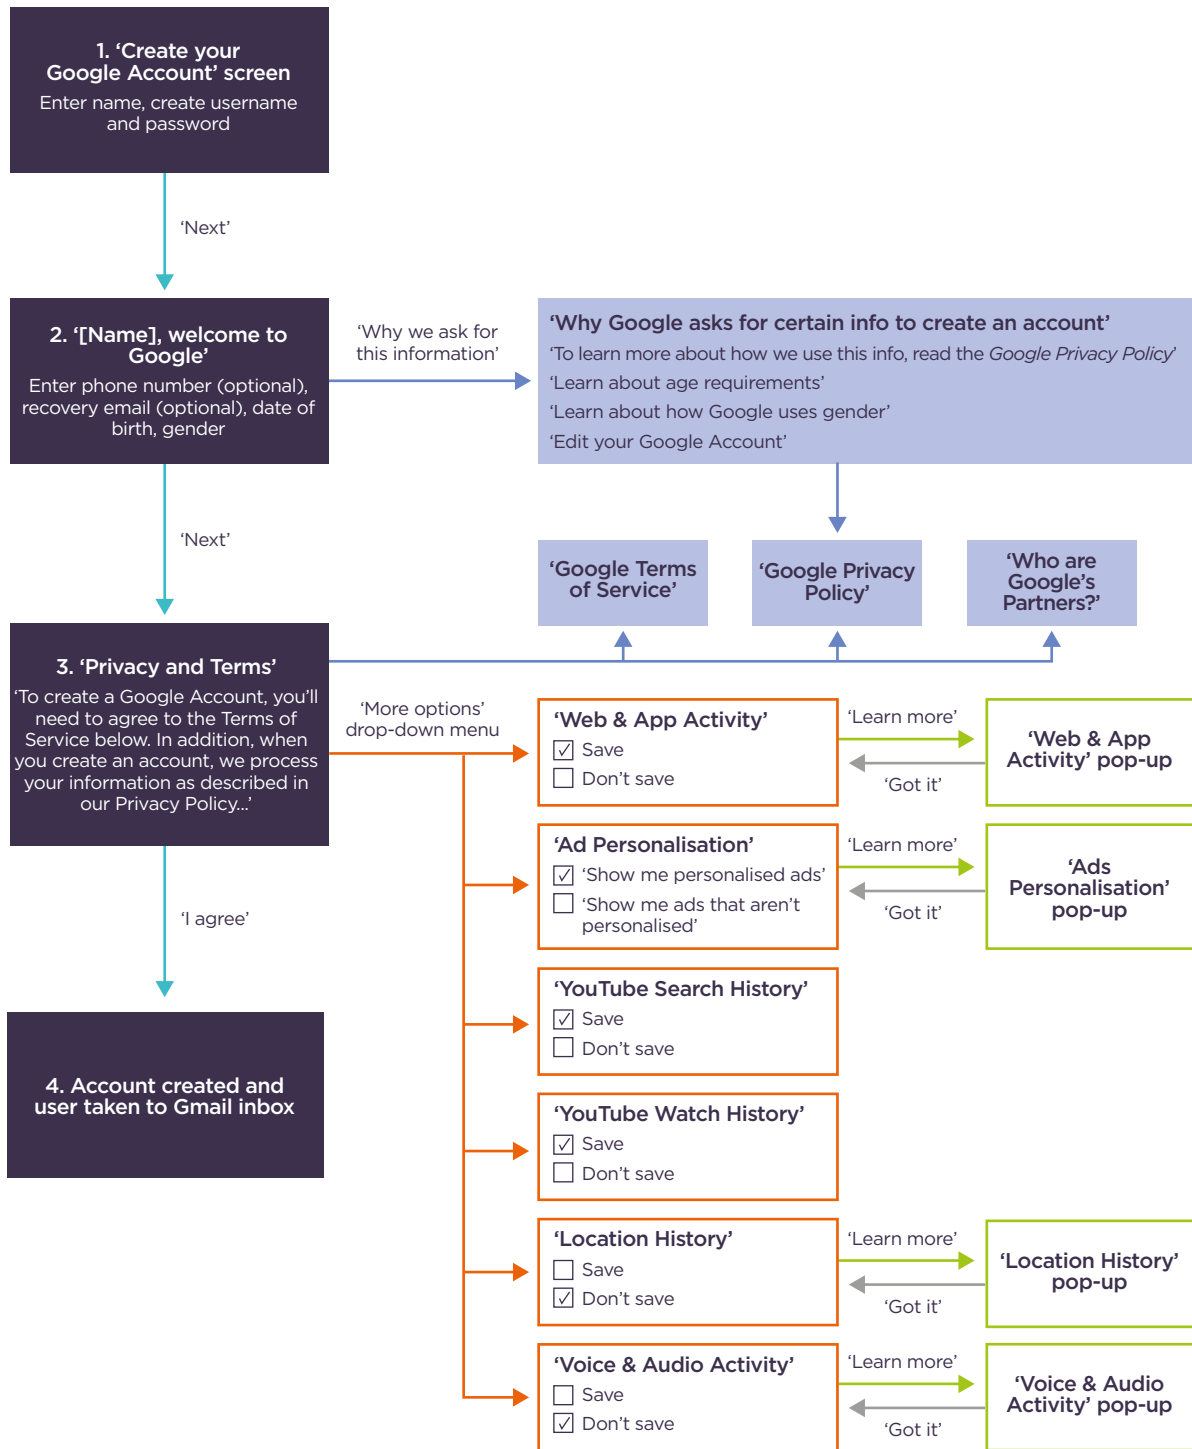 1. ‘Create your
Google Account’ screen
Enter name, create username
and password
‘Next’
2. ‘[Name], welcome to
Google’
Enter phone number (optional),
recovery email (optional), date of
birth, gender
‘Why we ask for
this information’
‘Why Google asks for certain info to create an account’
‘To learn more about how we use this info, read the Google Privacy Policy’
‘Learn about age requirements’
‘Learn about how Google uses gender’
‘Edit your Google Account’
‘Next’
‘Google Terms
of Service’
‘Google Privacy
Policy’
‘Who are
Google’s
Partners?’
3. ‘Privacy and Terms’
‘To create a Google Account, you’ll
need to agree to the Terms of
Service below. In addition, when
you create an account, we process
your information as described in
our Privacy Policy...’
‘More options’
drop-down menu
‘Web & App Activity’
Save
Don’t save
‘Learn more’
‘Got it’
‘Web & App
Activity’ pop-up
‘Ad Personalisation’
‘Show me personalised ads’
‘Show me ads that aren’t
personalised’
‘Learn more’
‘Got it’
‘Ads
Personalisation’
pop-up
‘I agree’
‘YouTube Search History’
Save
Don’t save
4. Account created and
user taken to Gmail inbox
‘YouTube Watch History’
Save
Don’t save
‘Location History’
Save
Don’t save
‘Learn more’
‘Got it’
‘Location History’
pop-up
‘Voice & Audio Activity’
Save
Don’t save
‘Learn more’
‘Got it’
‘Voice & Audio
Activity’ pop-up